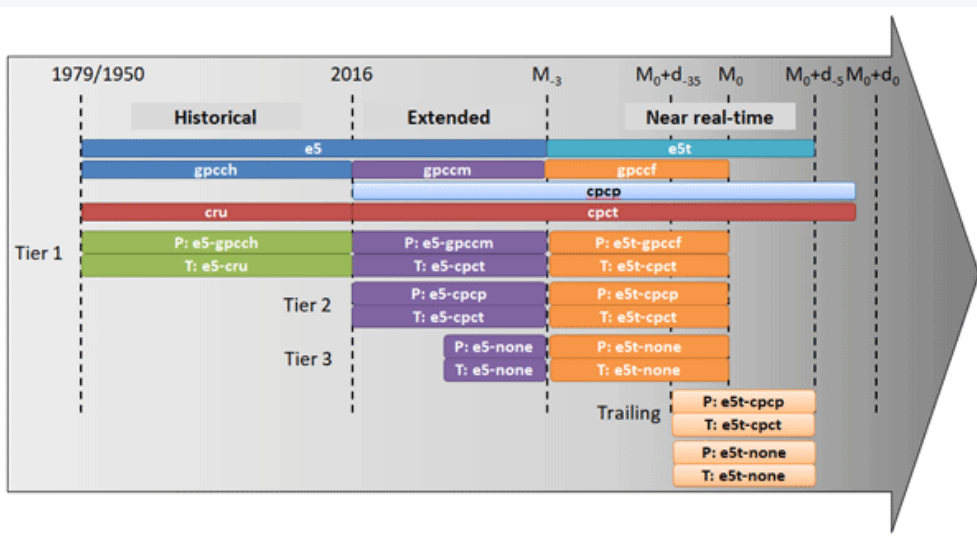 1979/1950 2016 M-3 M0+d-35 M0 M0+d-5 M0+d0
Historical Extended Near real-time
e5 e5t
gpcch gpccm gpccf
cpcp
cru cpct
Tier 1
P: e5-gpcch P: e5-gpccm P: e5t-gpccf
T: e5-cru T: e5-cpct T: e5t-cpct
Tier 2
P: e5-cpcp P: e5t-cpcp
T: e5-cpct T: e5t-cpct
Tier 3
P: e5-none P: e5t-none
T: e5-none T: e5t-none
Trailing
P: e5t-cpcp
T: e5t-cpct
P: e5t-none
T: e5t-none